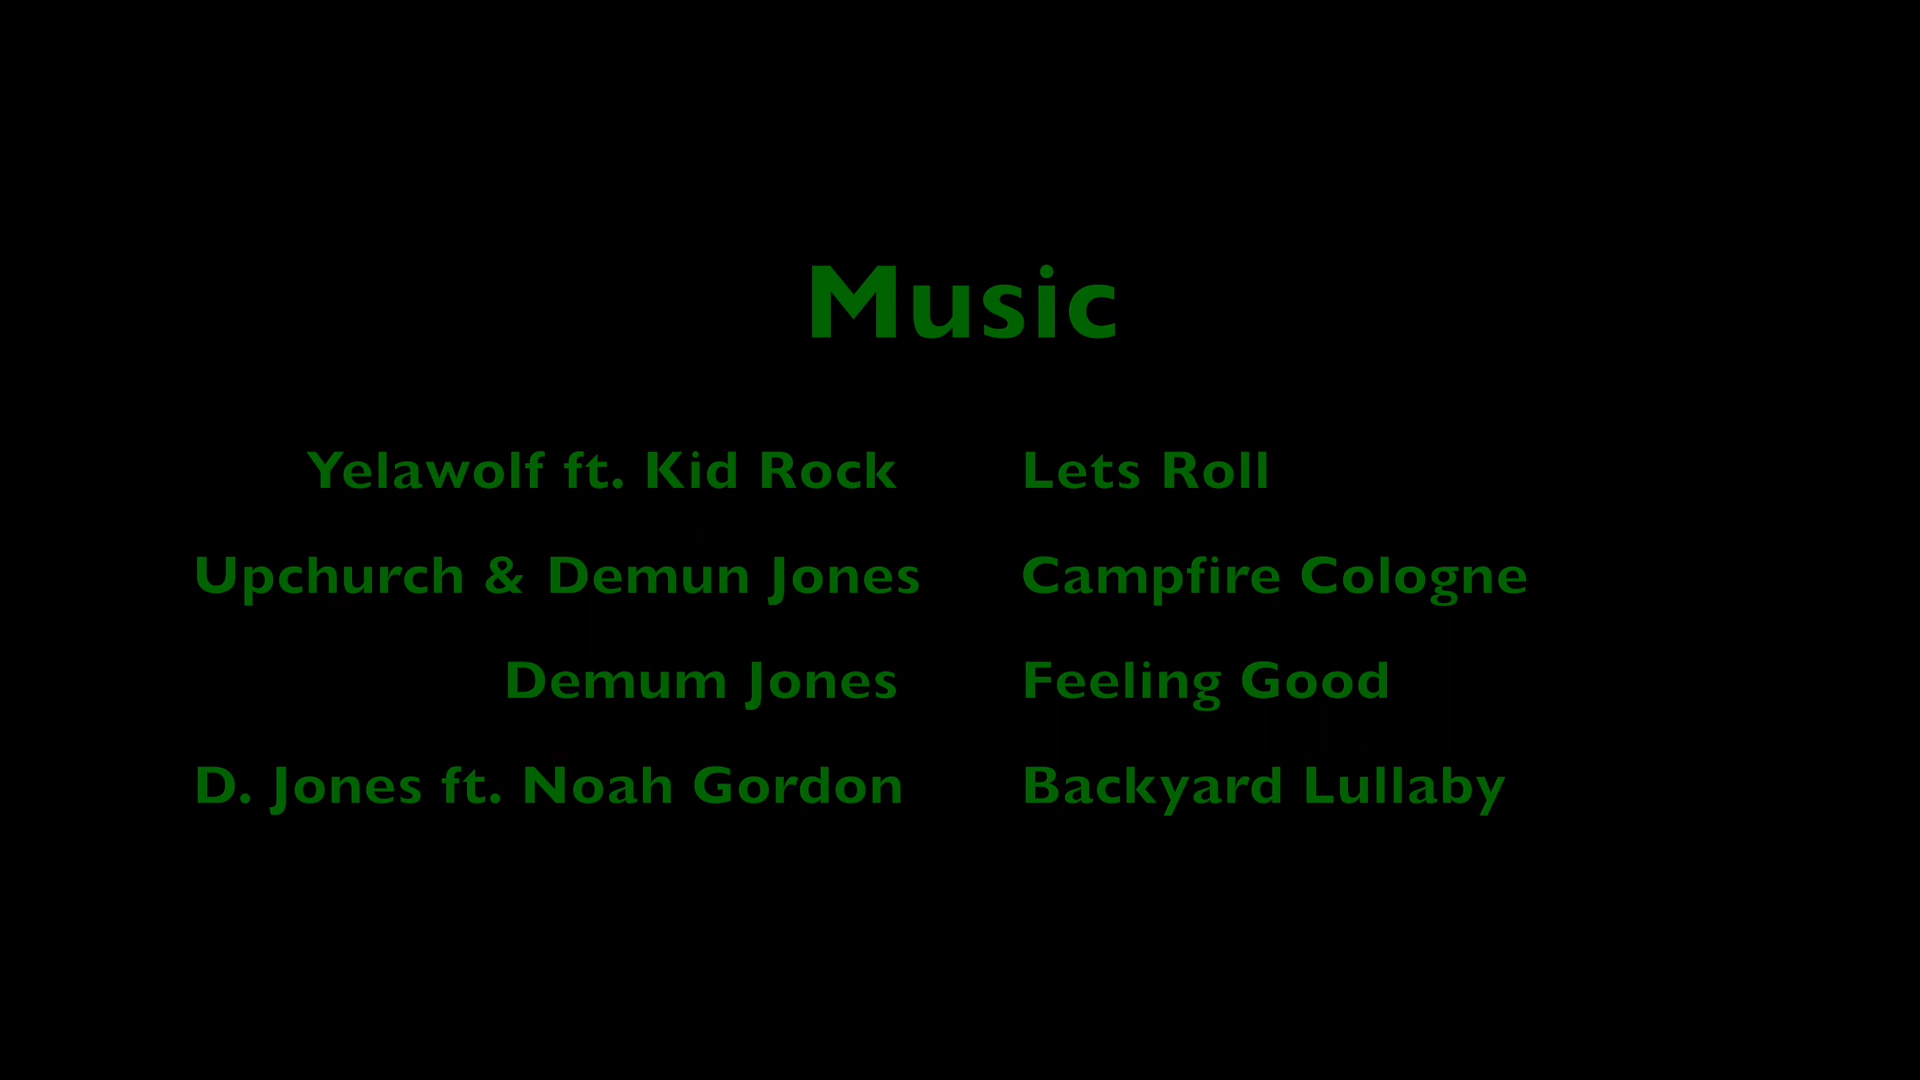 Music
Yelawolf ft. Kid Rock Lets Roll
Upchurch & Demun Jones Campfire Cologne
Demum Jones Feeling Good
D. Jones ft. Noah Gordon Backyard Lullaby